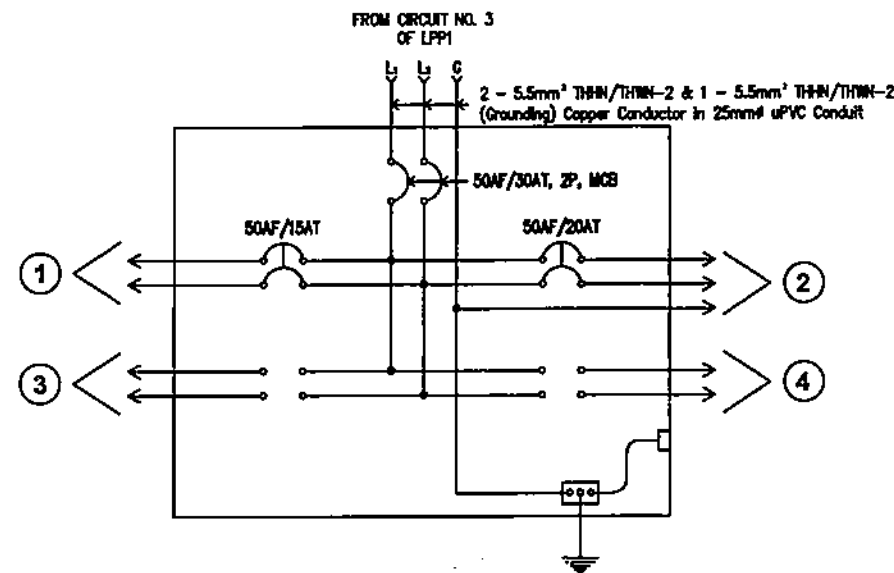 FROM CIRCUIT NO. 3
OF LPP1
L₁ L₂ G
2 - 5.5mm² THHN/THWN-2 & 1 - 5.5mm² THHN/THWN-2
(Grounding) Copper Conductor in 25mmø uPVC Conduit
50AF/30AT, 2P, MCB
50AF/15AT 50AF/20AT
1 2
3 4